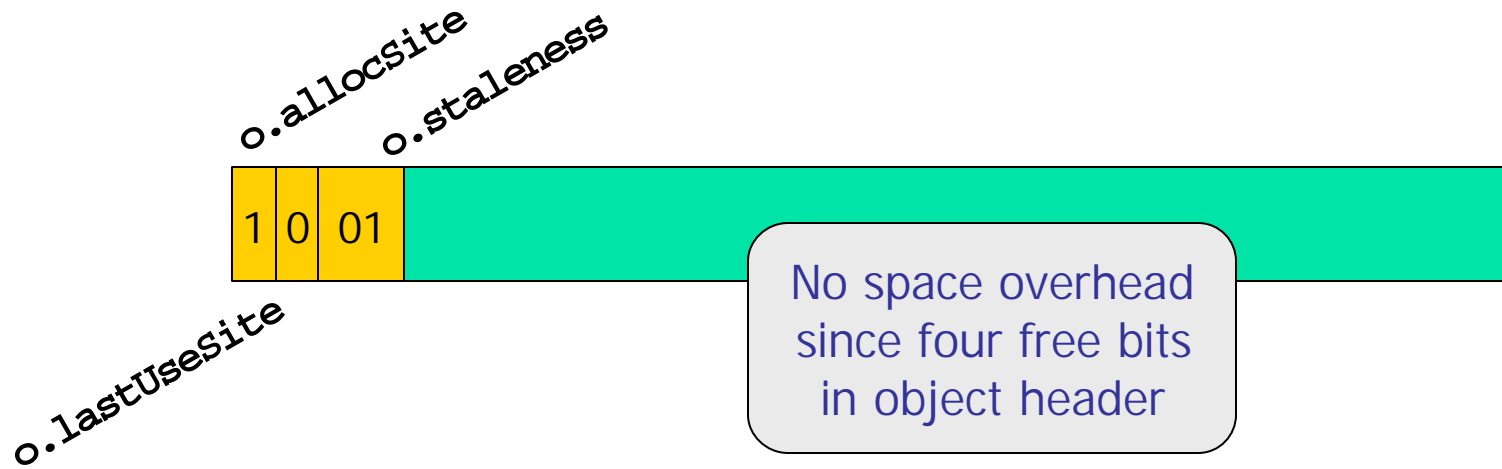 o.allocSite
o.staleness
1 0 01
No space overhead
since four free bits
in object header
o.lastUseSite